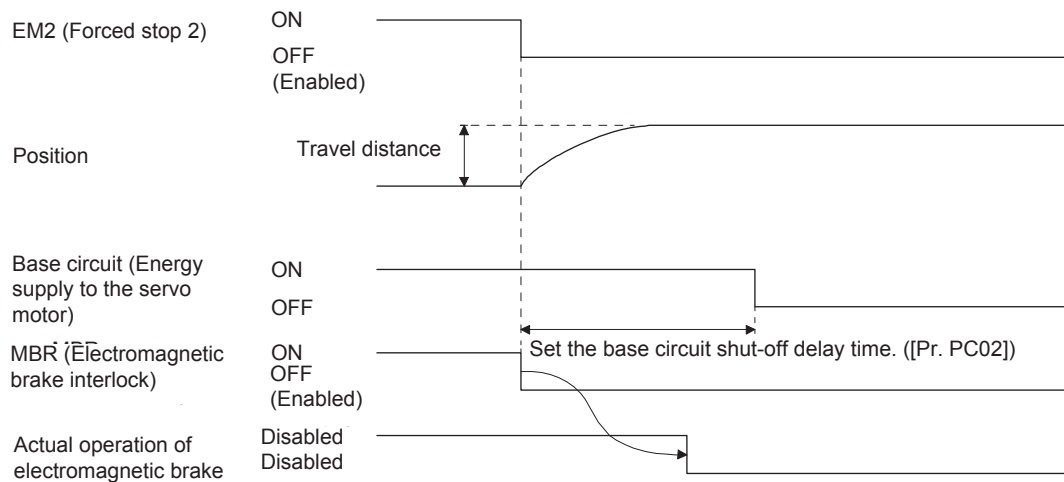 EM2 (Forced stop 2)
ON
OFF
(Enabled)
Position
Travel distance
Base circuit (Energy
supply to the servo
motor)
ON
OFF
Set the base circuit shut-off delay time. ([Pr. PC02])
MBR (Electromagnetic
brake interlock)
ON
OFF
(Enabled)
Actual operation of
electromagnetic brake
Disabled
Disabled